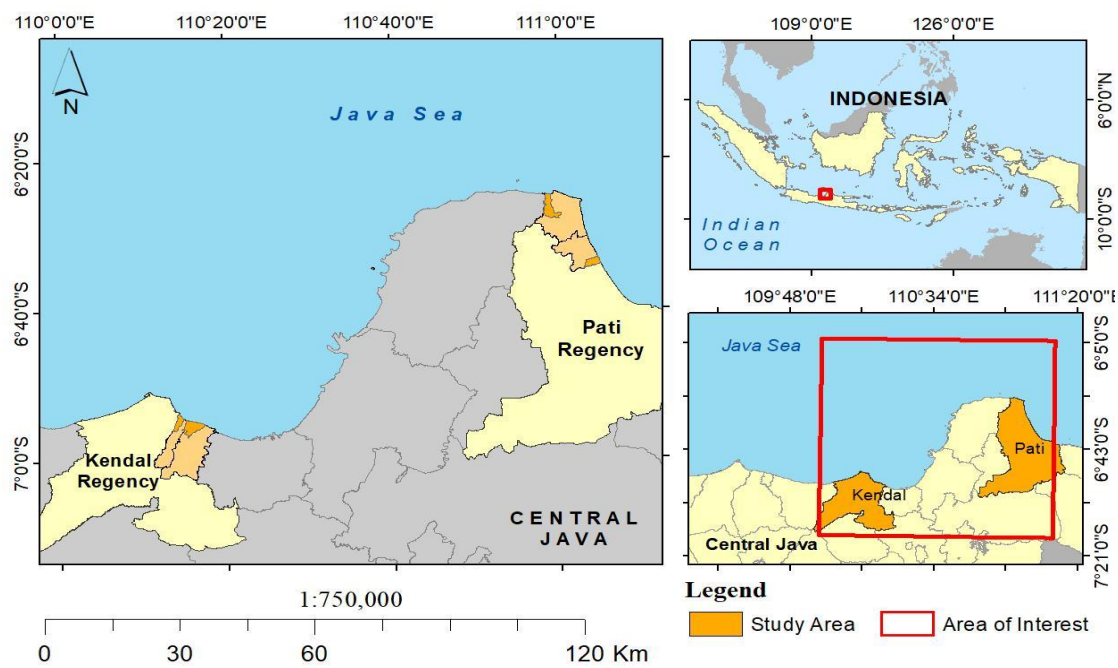 110°0'0"E
110°20'0"E
110°40'0"E
111°0'0"E
6°20'0"S
6°40'0"S
7°0'0"S
N
Java Sea
Pati
Regency
Kendal
Regency
CENTRAL
JAVA
1:750,000
0
30
60
120 Km
109°0'0"E
126°0'0"E
6°0'0"N
10°0'0"S
INDONESIA
Indian
Ocean
109°48'0"E
110°34'0"E
111°20'0"E
6°5'0"S
6°43'0"S
7°21'0"S
Java Sea
Pati
Kendal
Central Java
Legend
Study Area
Area of Interest